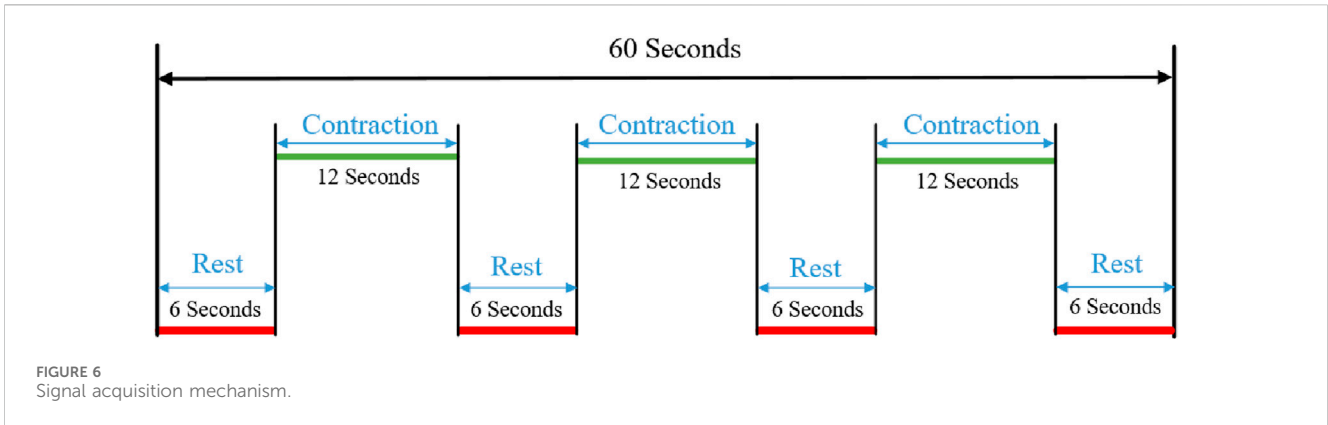 60 Seconds
Contraction
Contraction
Contraction
12 Seconds
12 Seconds
12 Seconds
Rest
Rest
Rest
Rest
6 Seconds
6 Seconds
6 Seconds
6 Seconds
FIGURE 6
Signal acquisition mechanism.